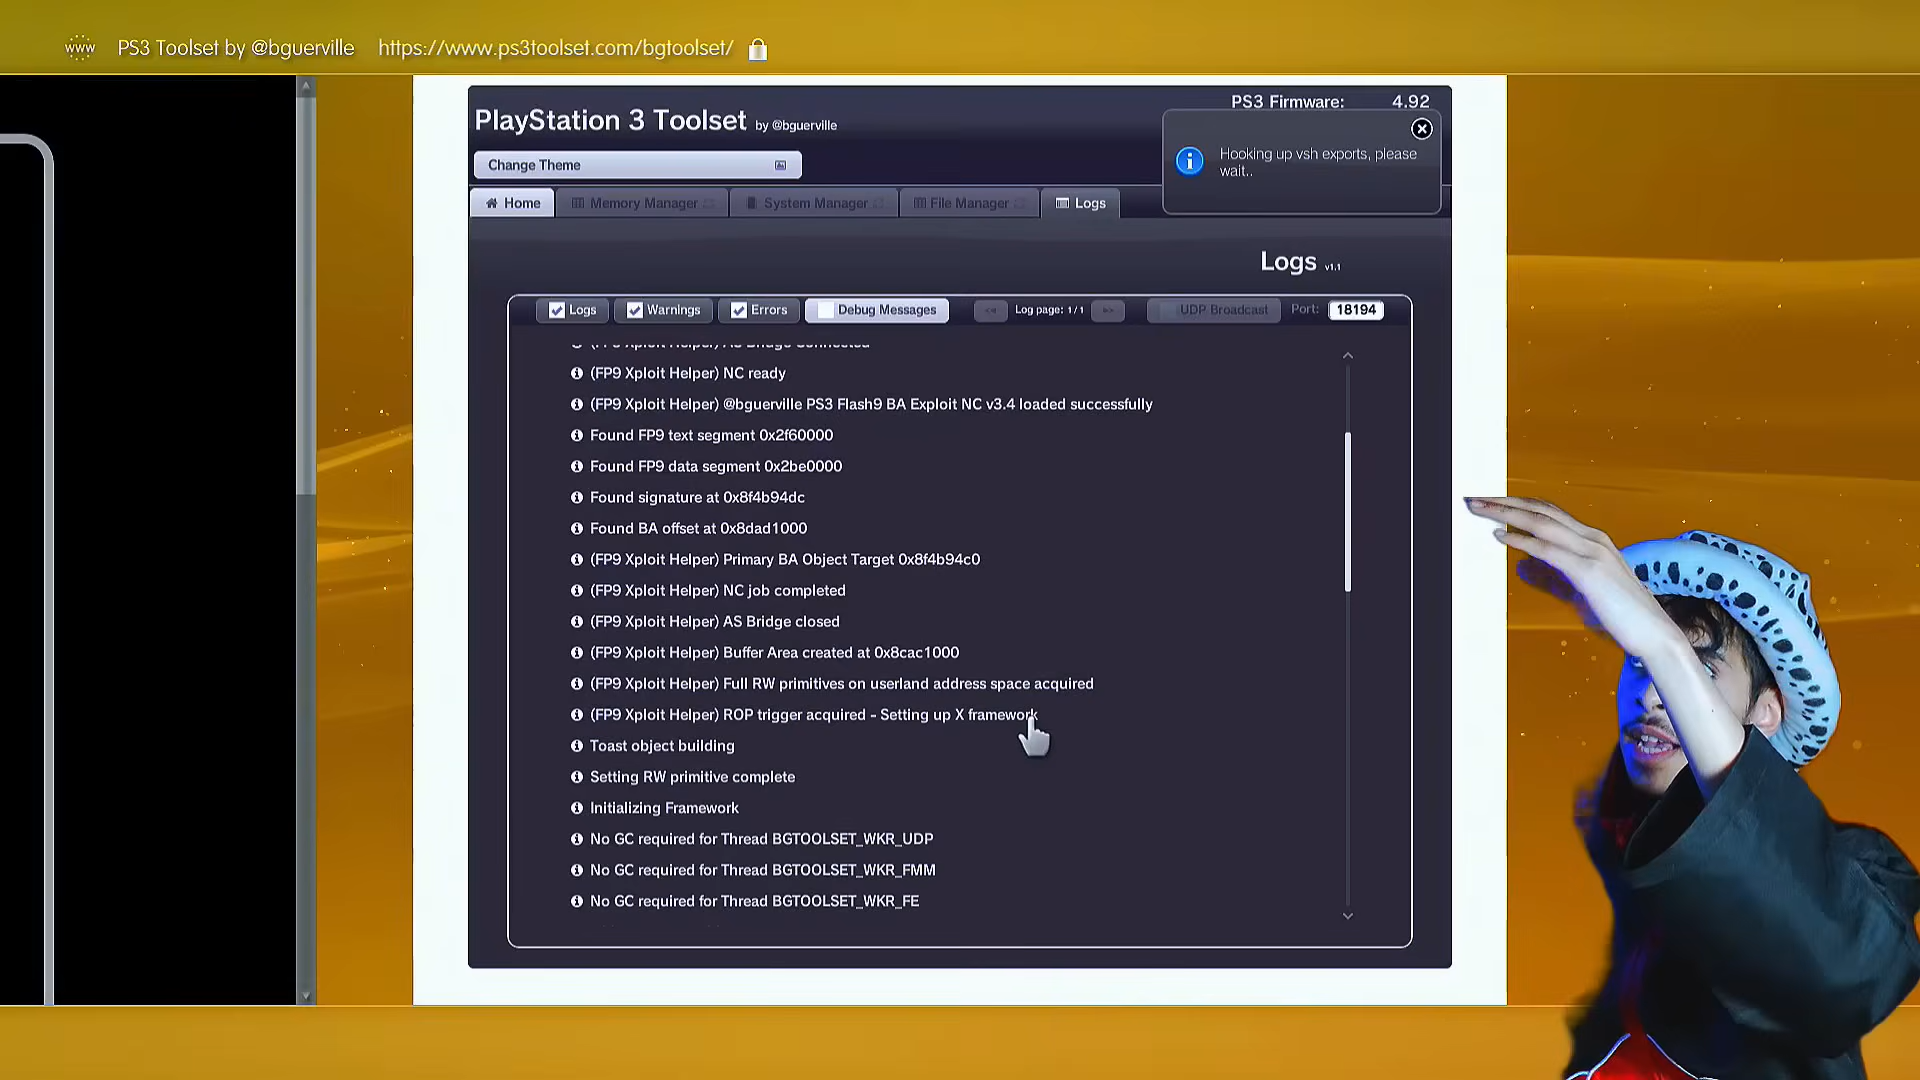 www PS3 Toolset by @bguerville https://www.ps3toolset.com/bgtoolset/
PlayStation 3 Toolset by @bguerville
PS3 Firmware: 4.92
Hooking up vsh exports, please
wait..
Change Theme
Home Memory Manager System Manager File Manager Logs
Logs v1.1
Logs Warnings Errors Debug Messages Log page: 1/1 UDP Broadcast Port: 18194
(FP9 Xploit Helper) AS Bridge Connected
(FP9 Xploit Helper) NC ready
(FP9 Xploit Helper) @bguerville PS3 Flash9 BA Exploit NC v3.4 loaded successfully
Found FP9 text segment 0x2f60000
Found FP9 data segment 0x2be0000
Found signature at 0x8f4b94dc
Found BA offset at 0x8dad1000
(FP9 Xploit Helper) Primary BA Object Target 0x8f4b94c0
(FP9 Xploit Helper) NC job completed
(FP9 Xploit Helper) AS Bridge closed
(FP9 Xploit Helper) Buffer Area created at 0x8cac1000
(FP9 Xploit Helper) Full RW primitives on userland address space acquired
(FP9 Xploit Helper) ROP trigger acquired - Setting up X framework
Toast object building
Setting RW primitive complete
Initializing Framework
No GC required for Thread BGTOOLSET_WKR_UDP
No GC required for Thread BGTOOLSET_WKR_FMM
No GC required for Thread BGTOOLSET_WKR_FE